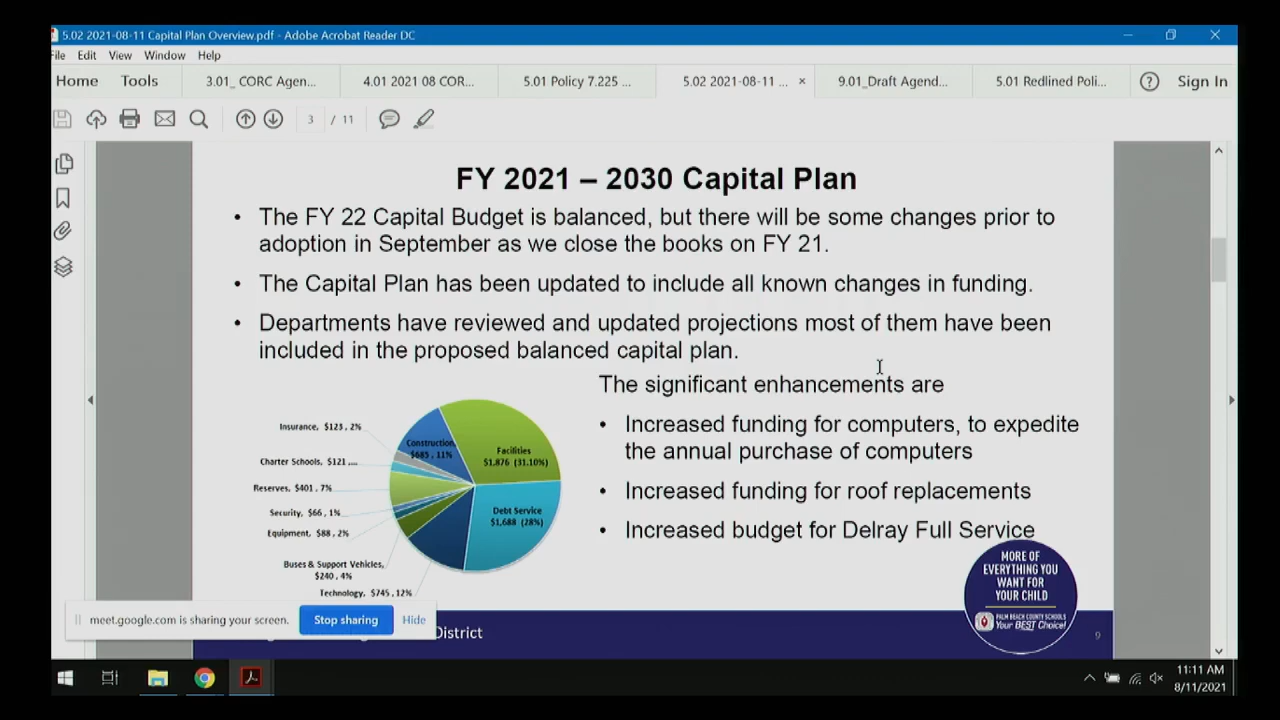 5.02 2021-08-11 Capital Plan Overview.pdf - Adobe Acrobat Reader DC
File Edit View Window Help
Home Tools 3.01_ CORC Agen... 4.01 2021 08 COR... 5.01 Policy 7.225 ... 5.02 2021-08-11 ... × 9.01_Draft Agend... 5.01 Redlined Poli... Sign In
3 / 11
FY 2021 – 2030 Capital Plan
• The FY 22 Capital Budget is balanced, but there will be some changes prior to
adoption in September as we close the books on FY 21.
• The Capital Plan has been updated to include all known changes in funding.
• Departments have reviewed and updated projections most of them have been
included in the proposed balanced capital plan.
The significant enhancements are
• Increased funding for computers, to expedite
the annual purchase of computers
• Increased funding for roof replacements
• Increased budget for Delray Full Service
Insurance, $123, 2%
Charter Schools, $121 ....
Reserves, $401, 7%
Security, $66, 1%
Equipment, $88, 2%
Buses & Support Vehicles,
$240, 4%
Technology, $745, 12%
Construction,
$685, 11%
Facilities
$1,876 (31.10%)
Debt Service
$1,688 (28%)
MORE OF
EVERYTHING YOU
WANT FOR
YOUR CHILD
PALM BEACH COUNTY SCHOOLS
Your BEST Choice!
meet.google.com is sharing your screen. Stop sharing Hide
District
9
11:11 AM
8/11/2021